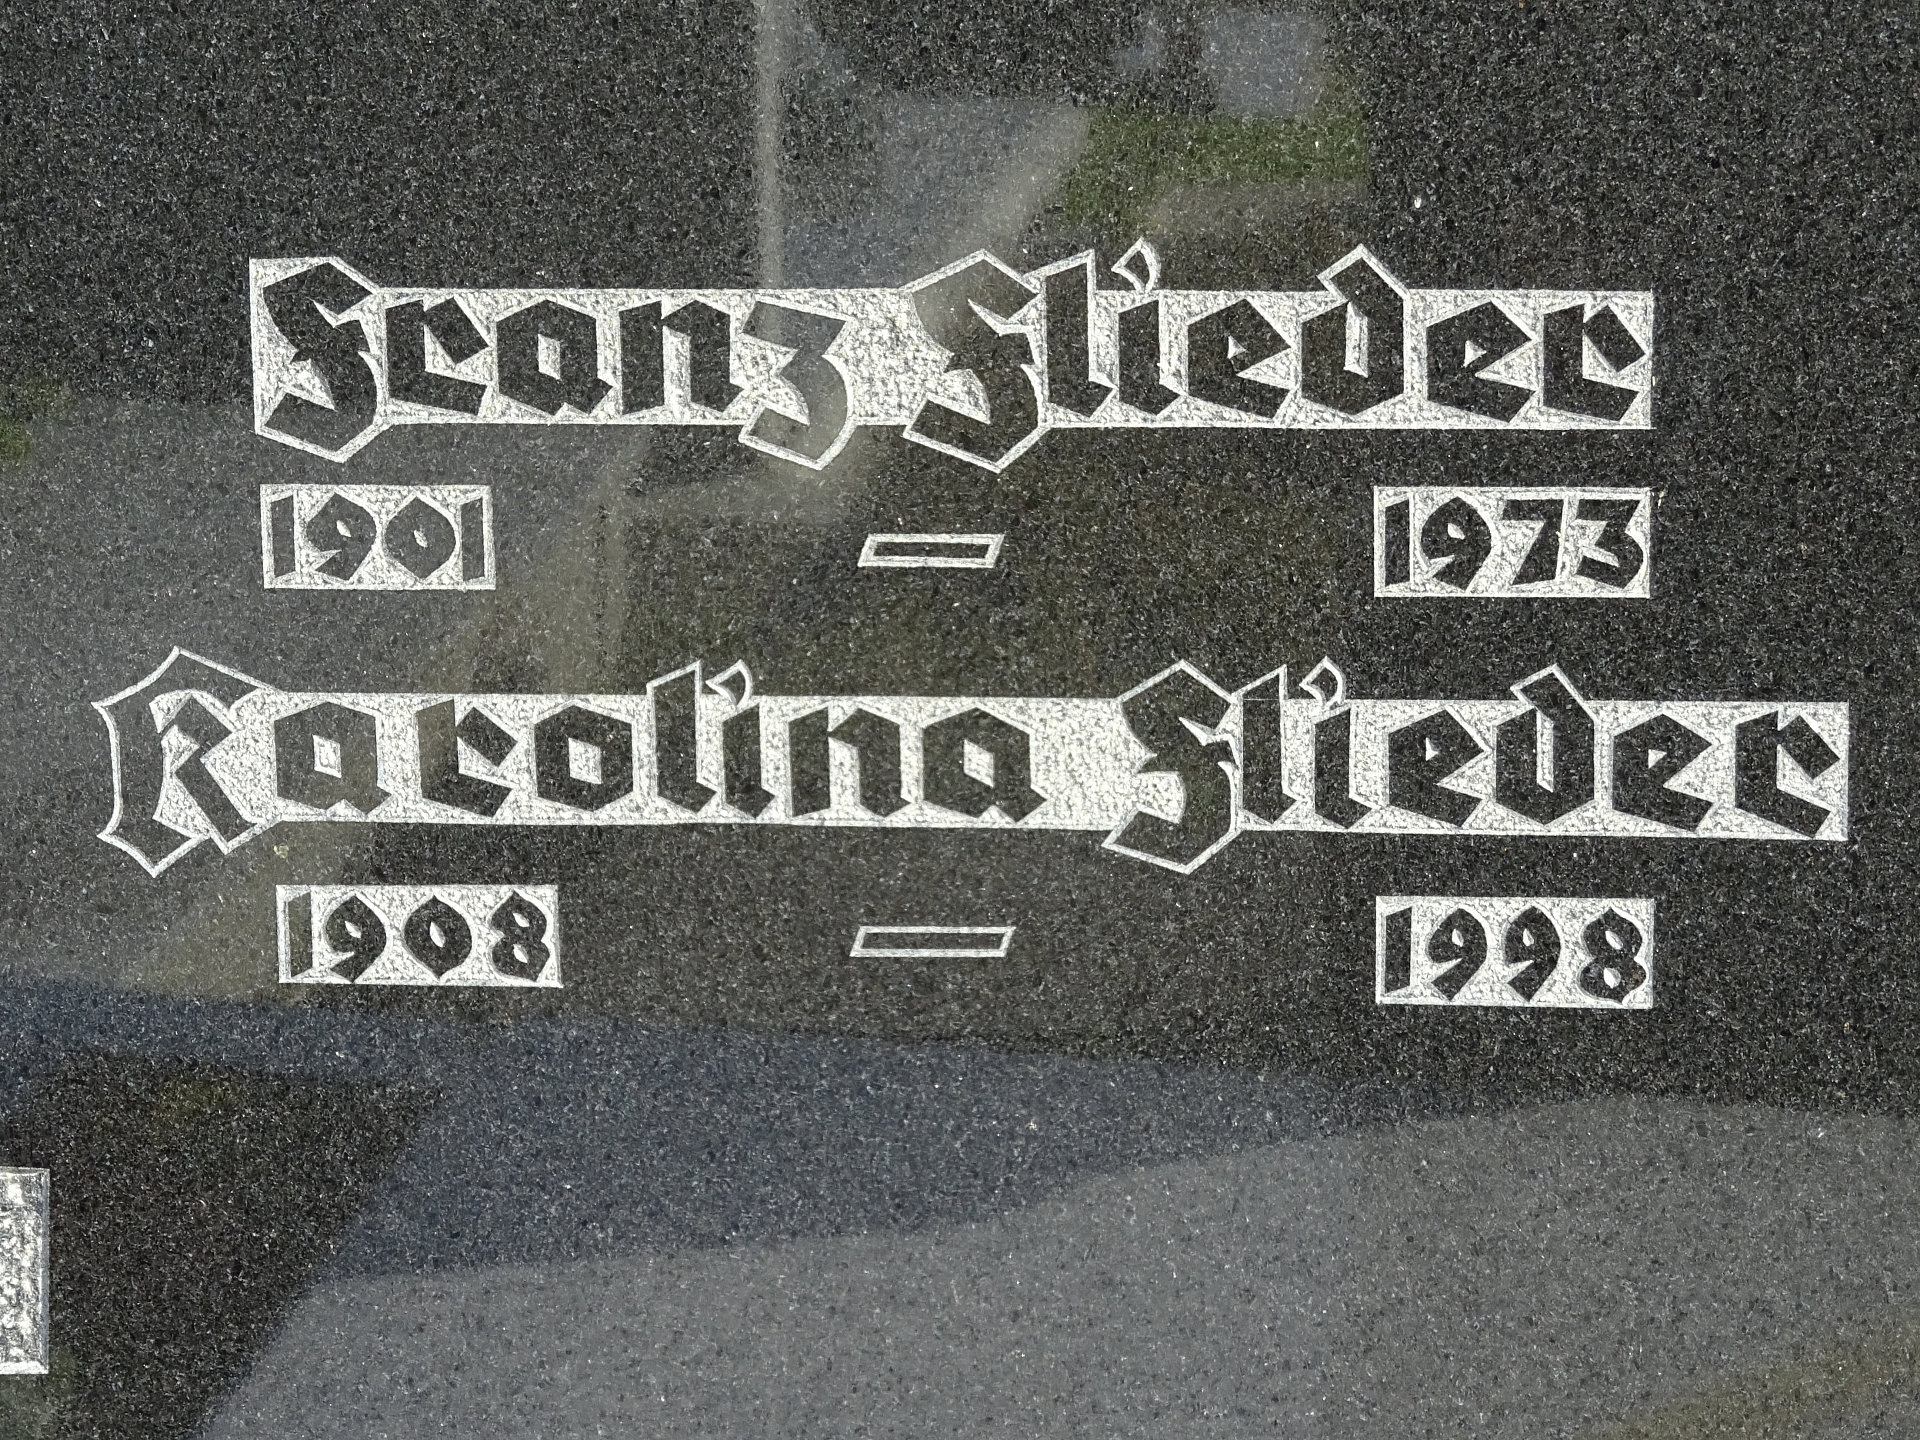 Franz Flieder
1901 – 1973
Karolina Flieder
1908 – 1998